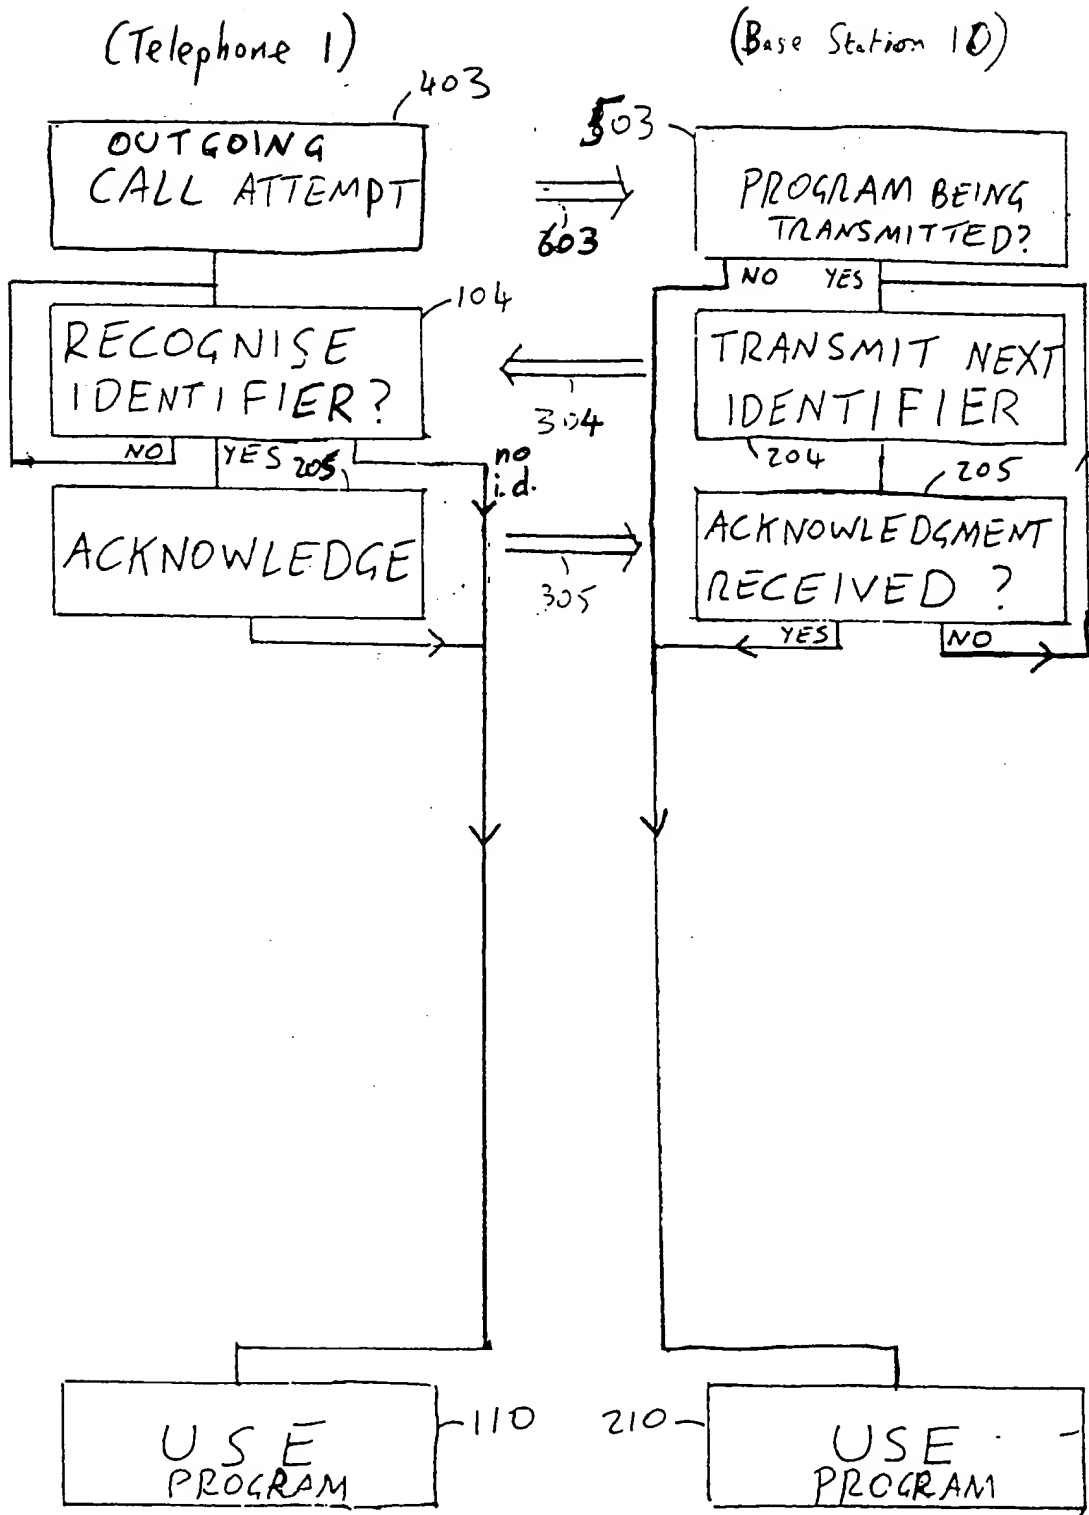 (Telephone 1)
(Base Station 10)
403
OUTGOING
CALL ATTEMPT
603
503
PROGRAM BEING
TRANSMITTED?
NO YES
104
RECOGNISE
IDENTIFIER?
NO YES
no
i.d.
304
TRANSMIT NEXT
IDENTIFIER
204
205
ACKNOWLEDGE
305
205
ACKNOWLEDGMENT
RECEIVED?
YES NO
USE
PROGRAM
110
210
USE
PROGRAM